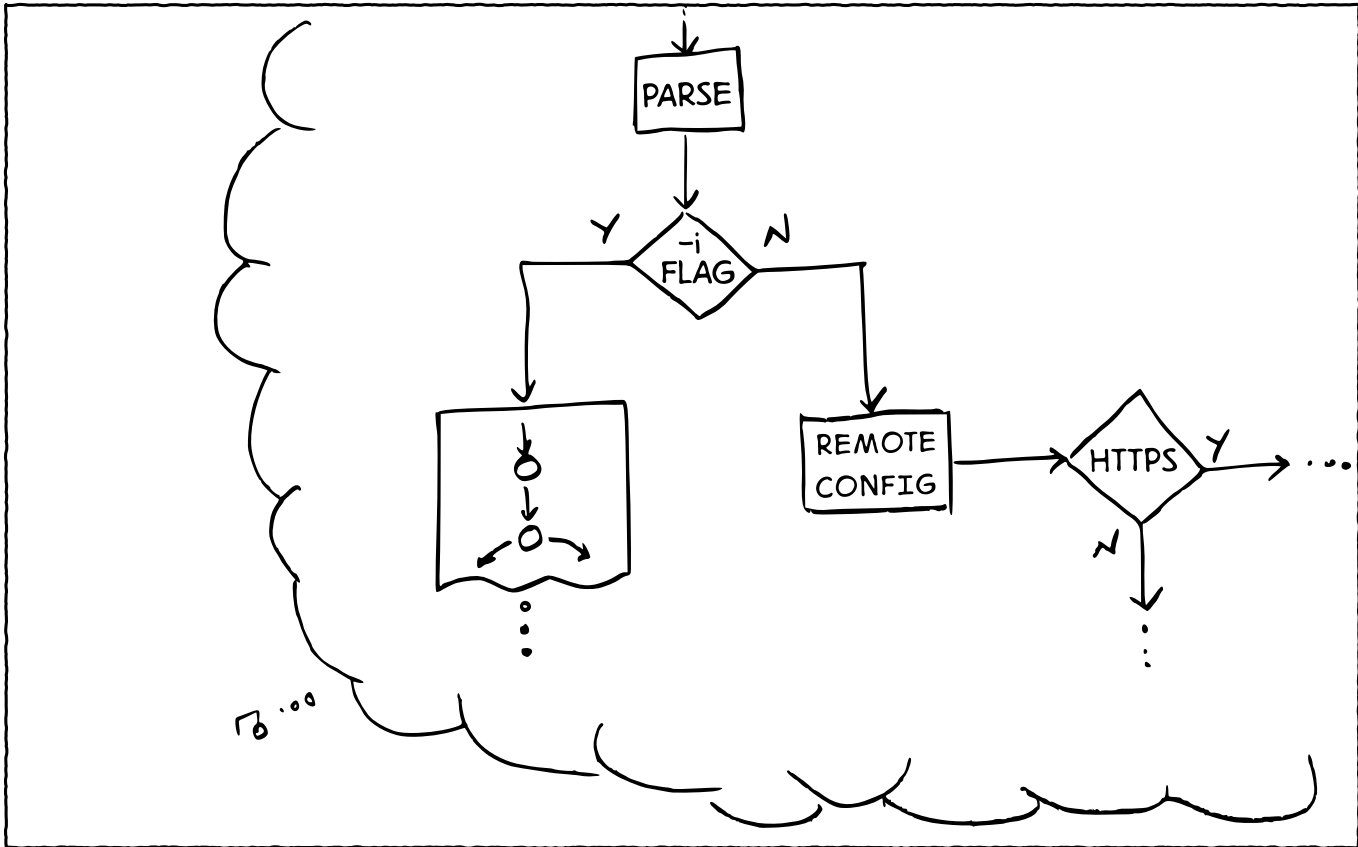 PARSE
Y
-i
N
FLAG
REMOTE
CONFIG
HTTPS
Y
N